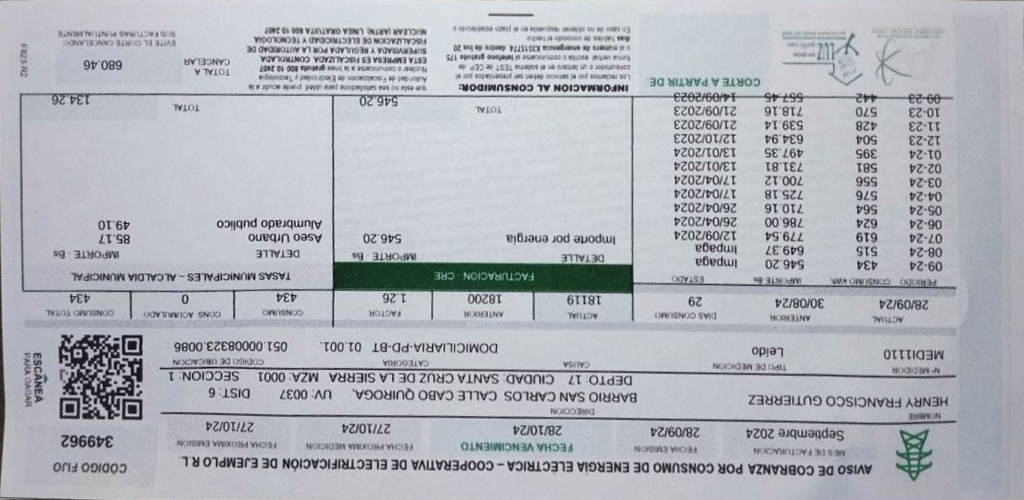 AVISO DE COBRANZA POR CONSUMO DE ENERGÍA ELÉCTRICA – COOPERATIVA DE ELECTRIFICACIÓN DE EJEMPLO R L
CODIGO FIJO
349962
MES DE FACTURACION
Septiembre 2024
FECHA EMISION
28/09/24
FECHA VENCIMIENTO
28/10/24
FECHA PROXIMA MEDICION
27/10/24
FECHA PROXIMA EMISION
27/10/24
NOMBRE
HENRY FRANCISCO GUTIERREZ
DIRECCION
BARRIO SAN CARLOS CALLE CABO QUIROGA. UV: 0037 DIST: 6
DEPTO: 17 CIUDAD: SANTA CRUZ DE LA SIERRA MZA: 0001 SECCION: 1
ESCANEA
PARA PAGAR
Nº MEDIDOR
MEDI1110
TIPO DE MEDICION
Leido
CAUSA
CATEGORIA
DOMICILIARIA-PD-BT
CODIGO DE UBICACION
01.001. 051.00008323.0086
ACTUAL
28/09/24
ANTERIOR
30/08/24
DIAS CONSUMO
29
ACTUAL
18119
ANTERIOR
18200
FACTOR
1.26
CONSUMO
434
CONS ACUMULADO
0
CONSUMO TOTAL
434
PERIODO CONSUMO kWh IMPORTE Bs ESTADO
09-24 434 546.20 Impaga
08-24 515 649.37 Impaga
07-24 619 779.54 12/09/2024
06-24 624 786.00 26/04/2024
05-24 564 710.16 26/04/2024
04-24 576 725.18 17/04/2024
03-24 556 700.12 17/04/2024
02-24 581 731.81 13/01/2024
01-24 395 497.35 13/01/2024
12-23 504 634.94 12/10/2023
11-23 428 539.14 21/09/2023
10-23 570 718.16 21/09/2023
09-23 442 557.45 14/09/2023
FACTURACION - CRE
DETALLE IMPORTE Bs
Importe por energía 546.20
TOTAL 546.20
TASAS MUNICIPALES - ALCALDIA MUNICIPAL
DETALLE IMPORTE Bs
Aseo Urbano 85.17
Alumbrado publico 49.10
TOTAL 134.26
CORTE A PARTIR DE:
LUZ
INFORMACION AL CONSUMIDOR:
Los reclamos por el servicio deben ser presentados por el
consumidor o un tercero en el sistema TEST de CEP de
forma verbal, escrita o comunicarse al teléfono gratuito 175
o al número de emergencia X3515774 dentro de los 20
días hábiles de conocido el hecho
En caso de no obtener respuesta en el plazo establecido o
que esta no sea satisfactoria para usted, puede acudir a la
Autoridad de Fiscalización de Electricidad y Tecnología
Nuclear o comunicarse a la línea gratuita 800 10 2407
ESTA EMPRESA ES FISCALIZADA, CONTROLADA
SUPERVISADA Y REGULADA POR LA AUTORIDAD DE
FISCALIZACION DE ELECTRICIDAD Y TECNOLOGIA
NUCLEAR (AFTN). LINEA GRATUITA 800 10 2407
TOTAL A
CANCELAR
680.46
EVITE EL CORTE CANCELANDO
SUS FACTURAS PUNTUALMENTE
F823 R2